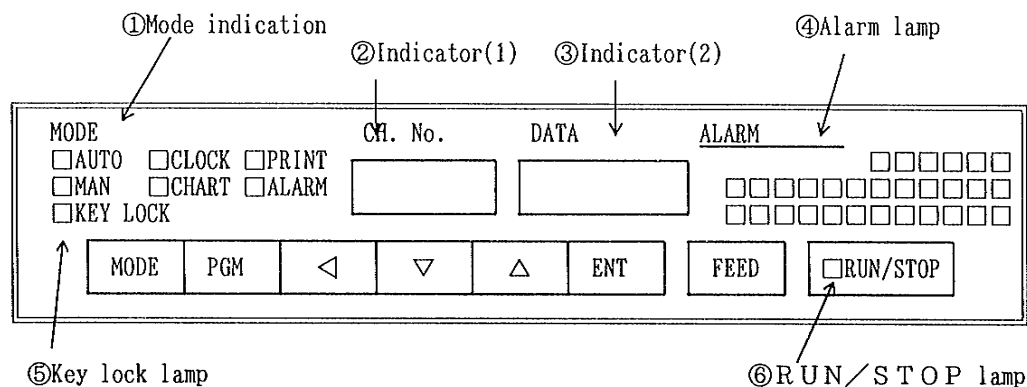 ①Mode indication
②Indicator(1) ③Indicator(2) ④Alarm lamp
MODE CH. No. DATA ALARM
□AUTO □CLOCK □PRINT
□MAN □CHART □ALARM
□KEY LOCK
MODE PGM ◁ ▽ △ ENT FEED □RUN/STOP
⑤Key lock lamp ⑥RUN/STOP lamp